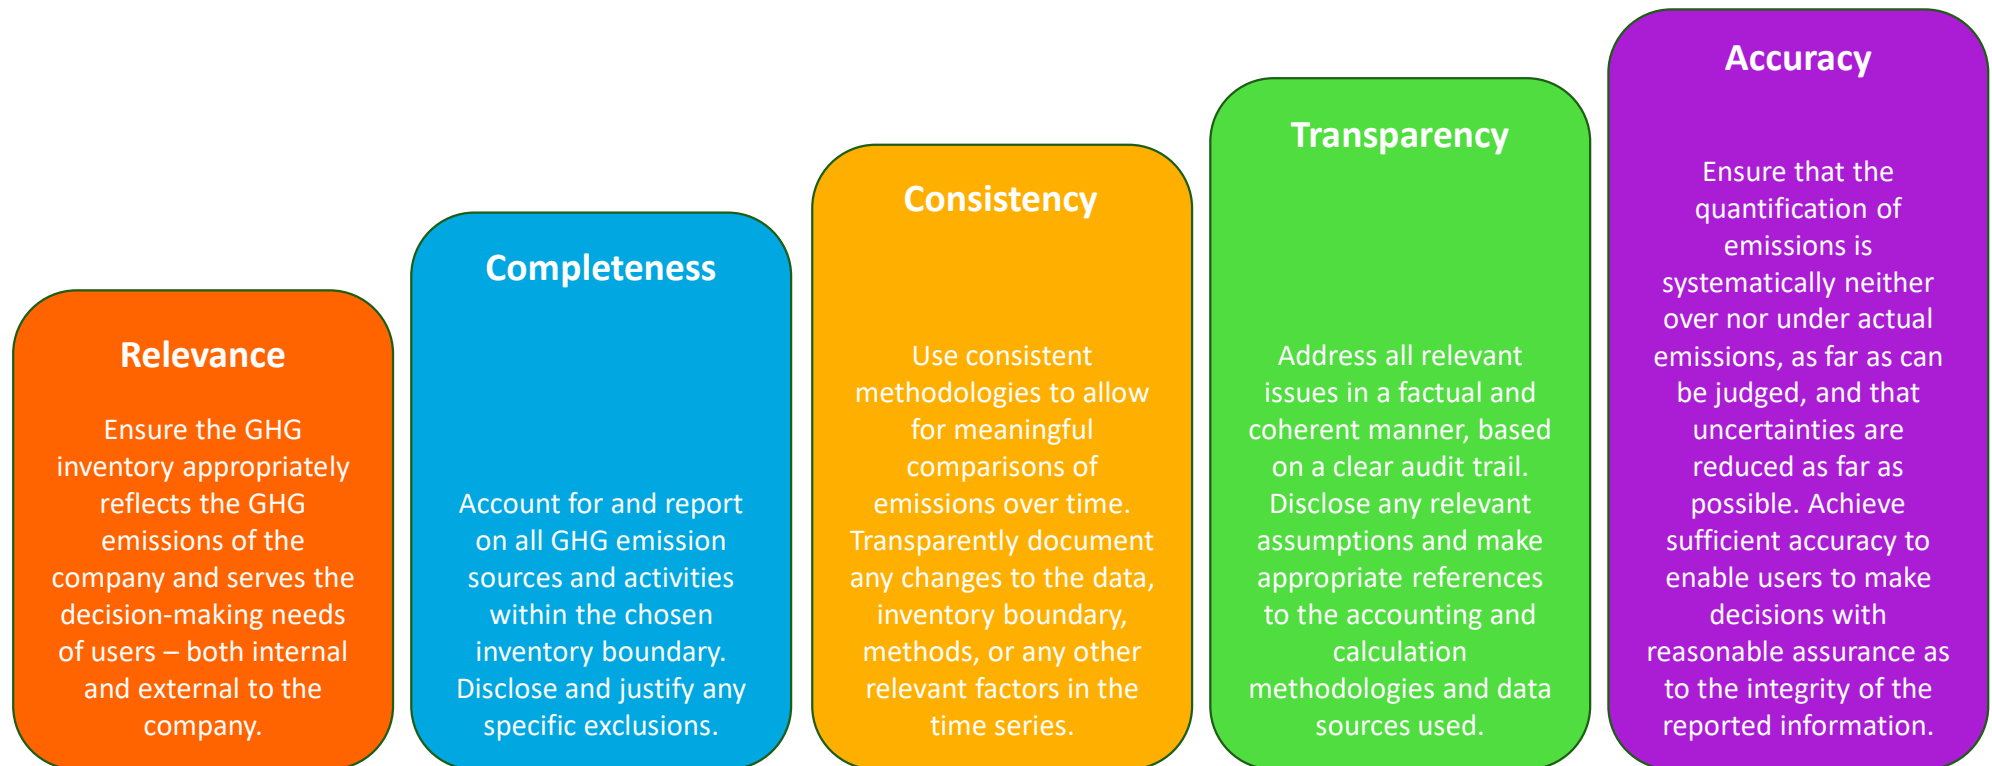 Relevance
Ensure the GHG
inventory appropriately
reflects the GHG
emissions of the
company and serves the
decision-making needs
of users – both internal
and external to the
company.
Completeness
Account for and report
on all GHG emission
sources and activities
within the chosen
inventory boundary.
Disclose and justify any
specific exclusions.
Consistency
Use consistent
methodologies to allow
for meaningful
comparisons of
emissions over time.
Transparently document
any changes to the data,
inventory boundary,
methods, or any other
relevant factors in the
time series.
Transparency
Address all relevant
issues in a factual and
coherent manner, based
on a clear audit trail.
Disclose any relevant
assumptions and make
appropriate references
to the accounting and
calculation
methodologies and data
sources used.
Accuracy
Ensure that the
quantification of
emissions is
systematically neither
over nor under actual
emissions, as far as can
be judged, and that
uncertainties are
reduced as far as
possible. Achieve
sufficient accuracy to
enable users to make
decisions with
reasonable assurance as
to the integrity of the
reported information.